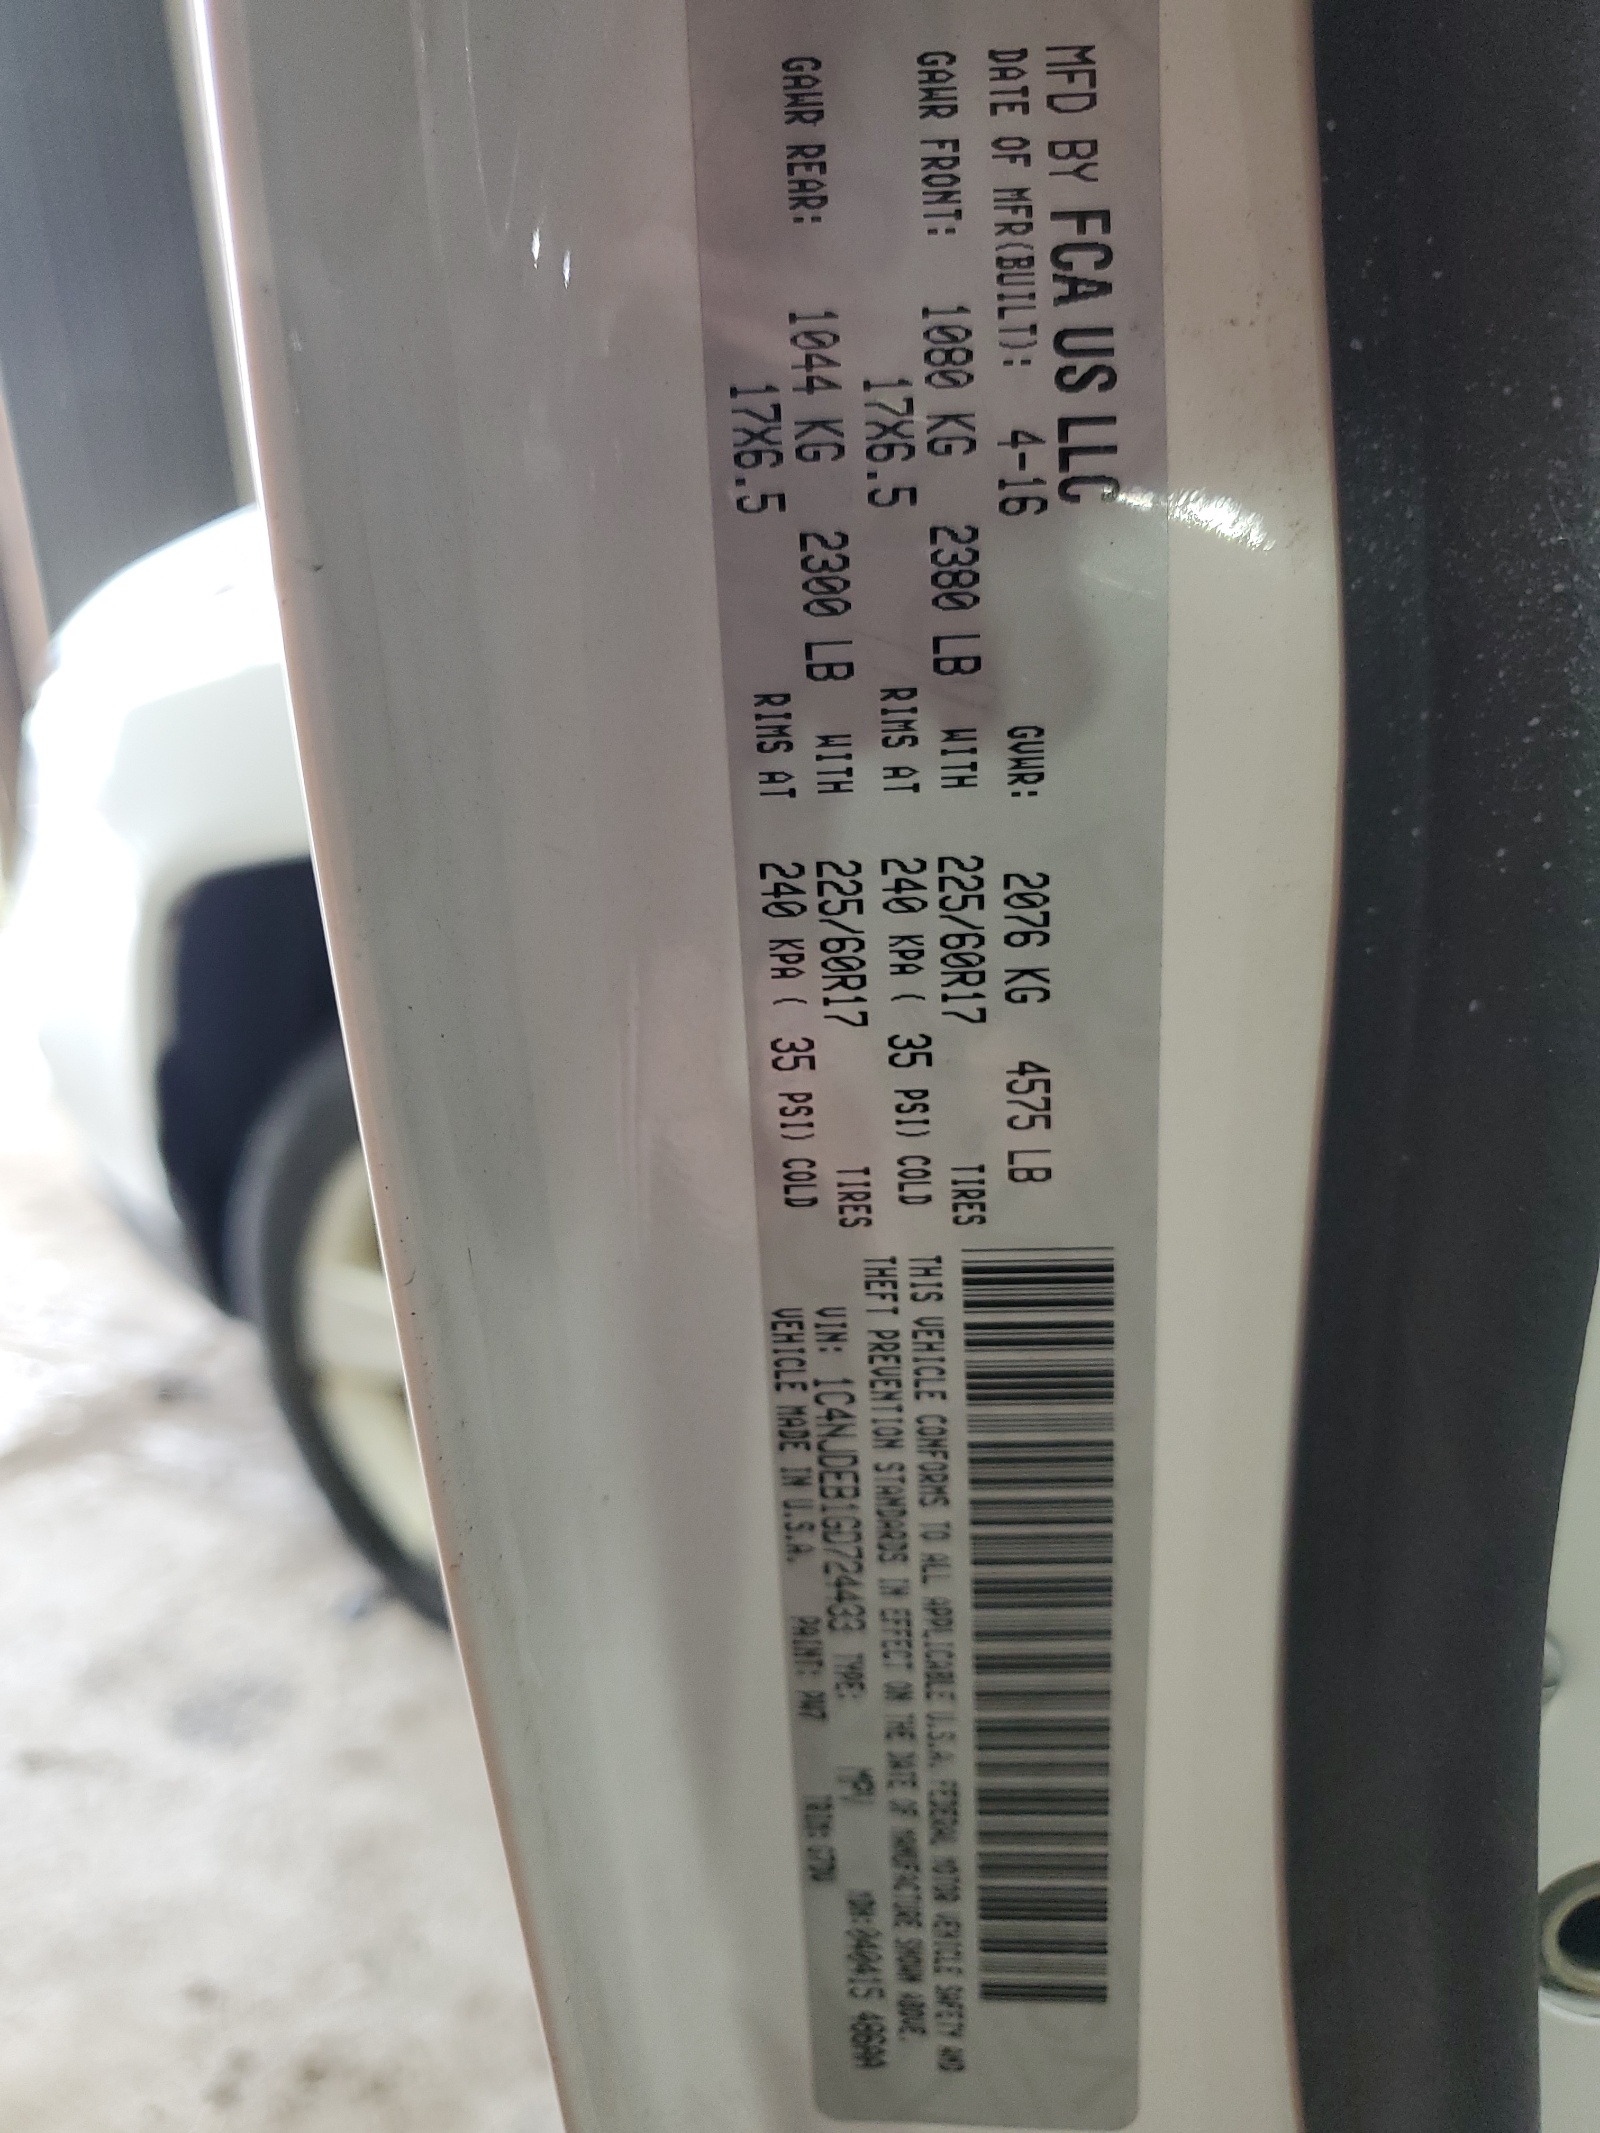 MFD BY FCA US LLC
DATE OF MFR(BUILT): 4-16 GVWR: 2076 KG 4575 LB
GAWR FRONT: 1080 KG 2380 LB WITH 225/60R17 TIRES
17X6.5 RIMS AT 240 KPA ( 35 PSI) COLD
GAWR REAR: 1044 KG 2300 LB WITH 225/60R17 TIRES
17X6.5 RIMS AT 240 KPA ( 35 PSI) COLD
THIS VEHICLE CONFORMS TO ALL APPLICABLE U.S.A. FEDERAL MOTOR VEHICLE SAFETY AND
THEFT PREVENTION STANDARDS IN EFFECT ON THE DATE OF MANUFACTURE SHOWN ABOVE.
VIN: 1C4NJDEB1GD724433 TYPE: MPV
VEHICLE MADE IN U.S.A. PAINT: PW7 TRIM: